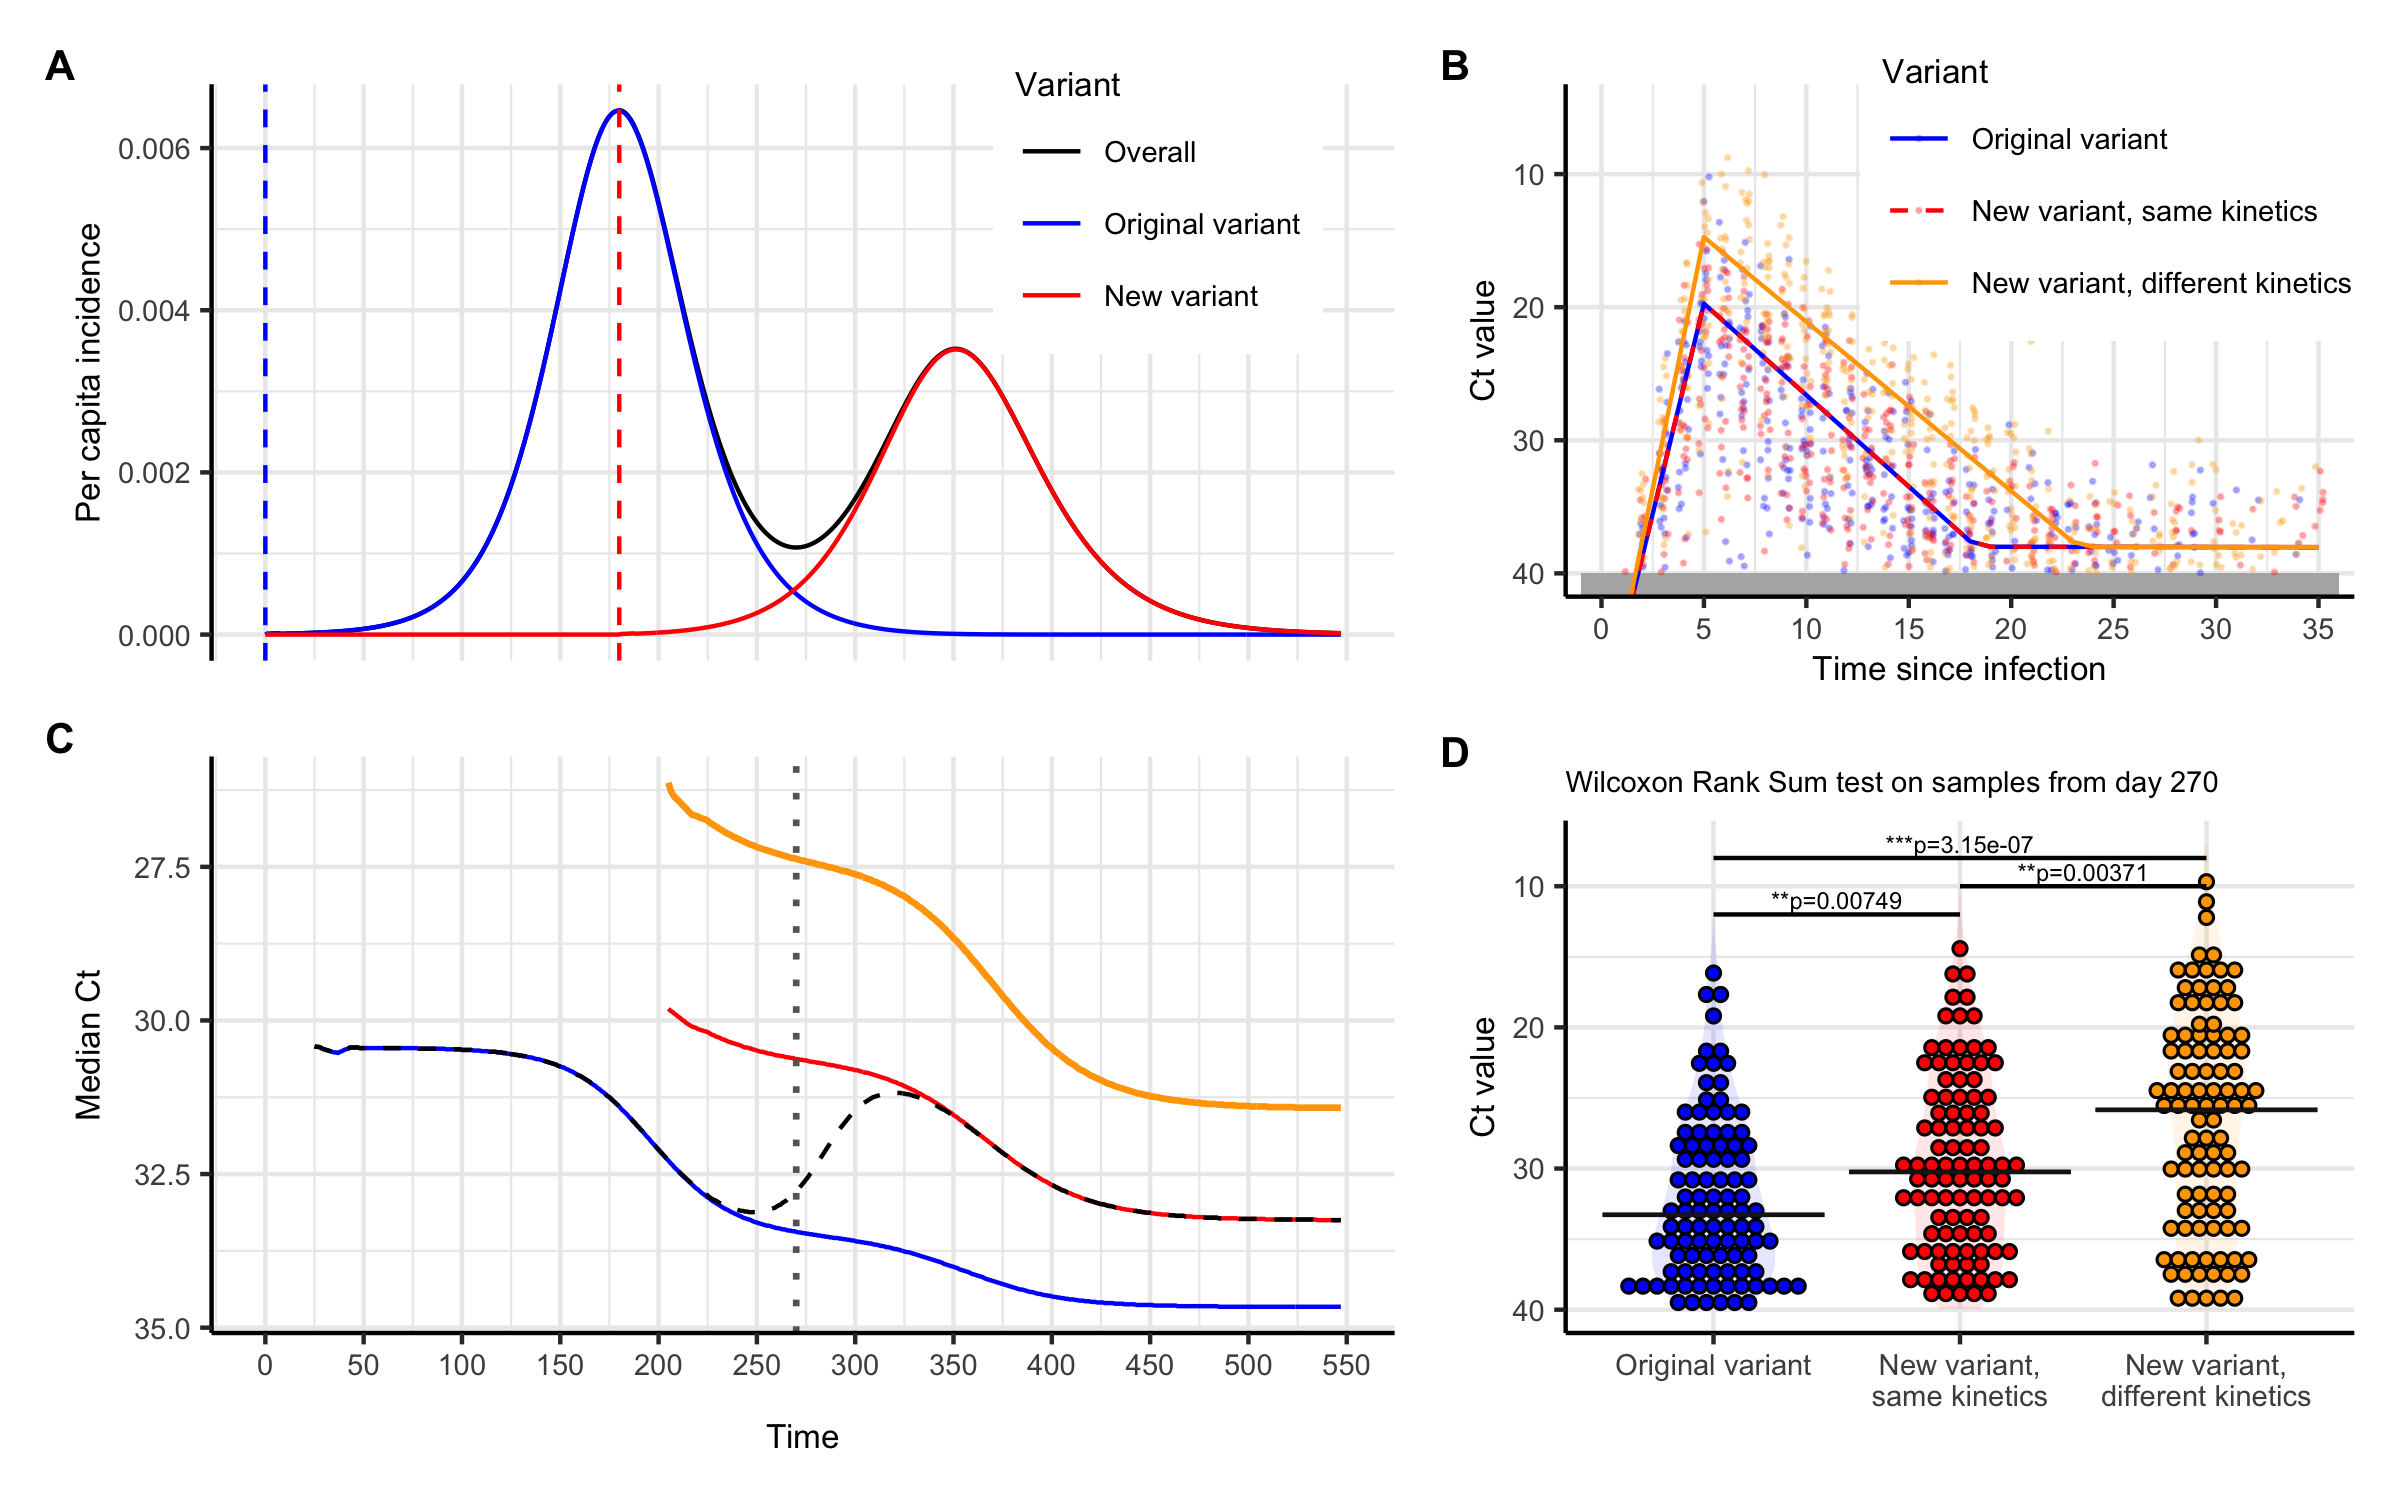 A
Variant
Overall
Original variant
New variant
Per capita incidence
0.006
0.004
0.002
0.000
B
Variant
Original variant
New variant, same kinetics
New variant, different kinetics
Ct value
10
20
30
40
0 5 10 15 20 25 30 35
Time since infection
C
Median Ct
27.5
30.0
32.5
35.0
0 50 100 150 200 250 300 350 400 450 500 550
Time
D
Wilcoxon Rank Sum test on samples from day 270
***p=3.15e-07
**p=0.00371
**p=0.00749
Ct value
10
20
30
40
Original variant
New variant,
same kinetics
New variant,
different kinetics